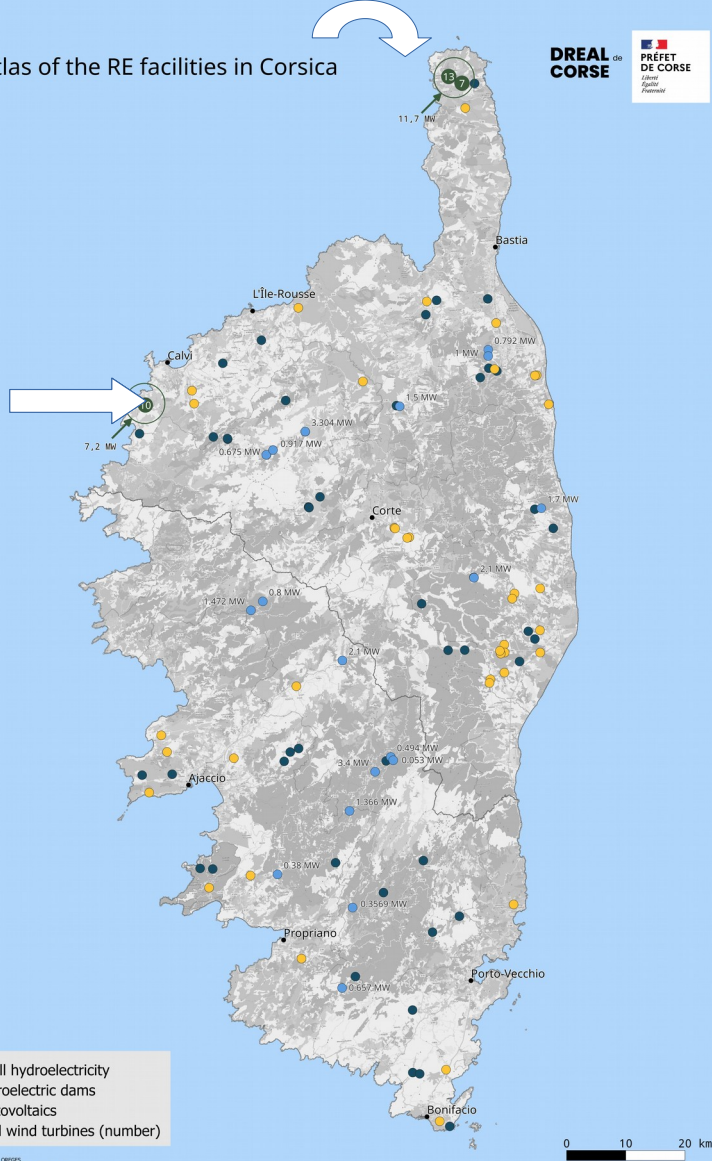 tlas of the RE facilities in Corsica
DREAL de
CORSE
PRÉFET
DE CORSE
Liberté
Égalité
Fraternité
13
7
11,7 MW
Bastia
L'Île-Rousse
0.792 MW
1 MW
Calvi
10
1.5 MW
7,2 MW
3.304 MW
0.917 MW
0.675 MW
1.7 MW
Corte
2.1 MW
0.8 MW
1.472 MW
2.1 MW
0.494 MW
3.4 MW
0.053 MW
Ajaccio
1.366 MW
0.38 MW
0.3569 MW
Propriano
Porto-Vecchio
0.657 MW
ll hydroelectricity
roelectric dams
tovoltaics
l wind turbines (number)
Bonifacio
0 10 20 km
OREGES